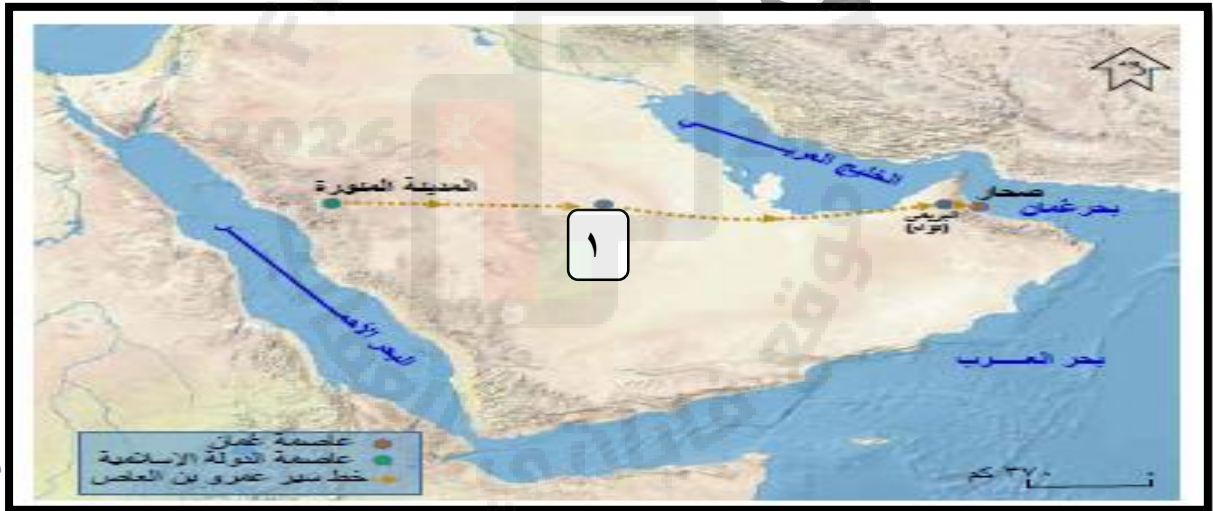 المدينة المنورة
الخليج العربي
صحار
بحر عُمان
البريمي
(توام)
١
البحر الأحمر
بحر العرب
عاصمة عُمان
عاصمة الدولة الإسلامية
خط سير عمرو بن العاص
٣٧٠ كم
2026